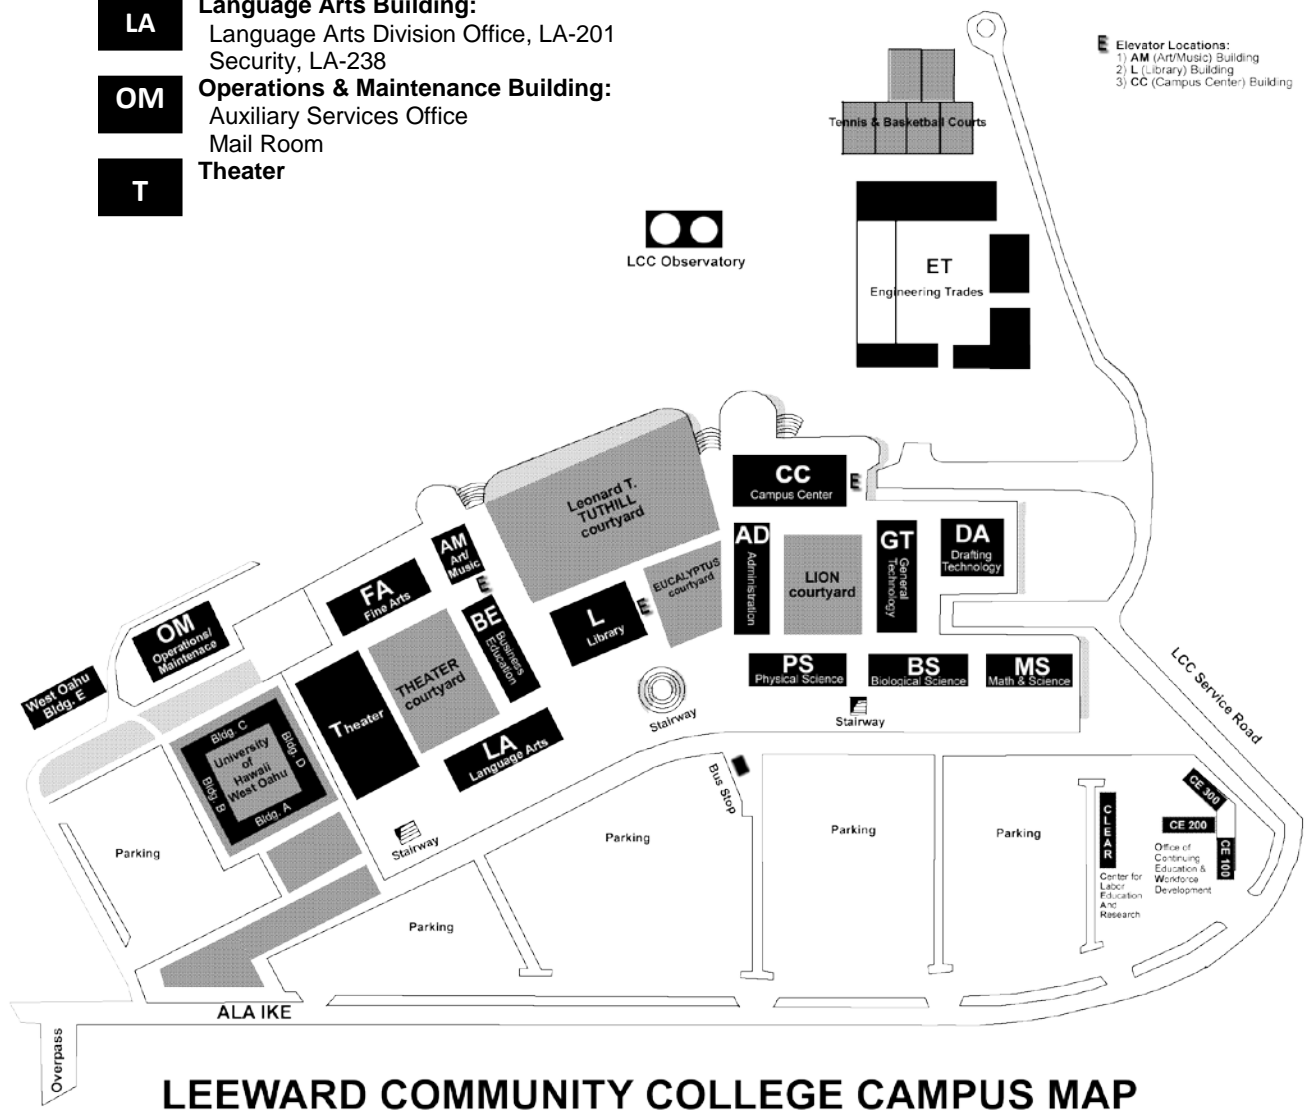 LA
Language Arts Building:
Language Arts Division Office, LA-201
Security, LA-238
OM
Operations & Maintenance Building:
Auxiliary Services Office
Mail Room
T
Theater
E Elevator Locations:
1) AM (Art/Music) Building
2) L (Library) Building
3) CC (Campus Center) Building
Tennis & Basketball Courts
LCC Observatory
ET
Engineering Trades
Leonard T.
TUTHILL
courtyard
CC
Campus Center
E
AM
Art/
Music
E
FA
Fine Arts
BE
Business
Education
L
Library
E
EUCALYPTUS
courtyard
AD
Administration
LION
courtyard
GT
General
Technology
DA
Drafting
Technology
OM
Operations/
Maintenace
West Oahu
Bldg. E
THEATER
courtyard
Theater
LA
Language Arts
Stairway
PS
Physical Science
BS
Biological Science
MS
Math & Science
Stairway
LCC Service Road
Bldg. C
Bldg. D
Bldg. B
Bldg. A
University
of
Hawaii
West Oahu
Bus Stop
Stairway
Parking
Parking
Parking
Parking
Parking
CLEAR
Center for
Labor
Education
And
Research
CE 300
CE 200
CE 100
Office of
Continuing
Education &
Workforce
Development
ALA IKE
Overpass
LEEWARD COMMUNITY COLLEGE CAMPUS MAP